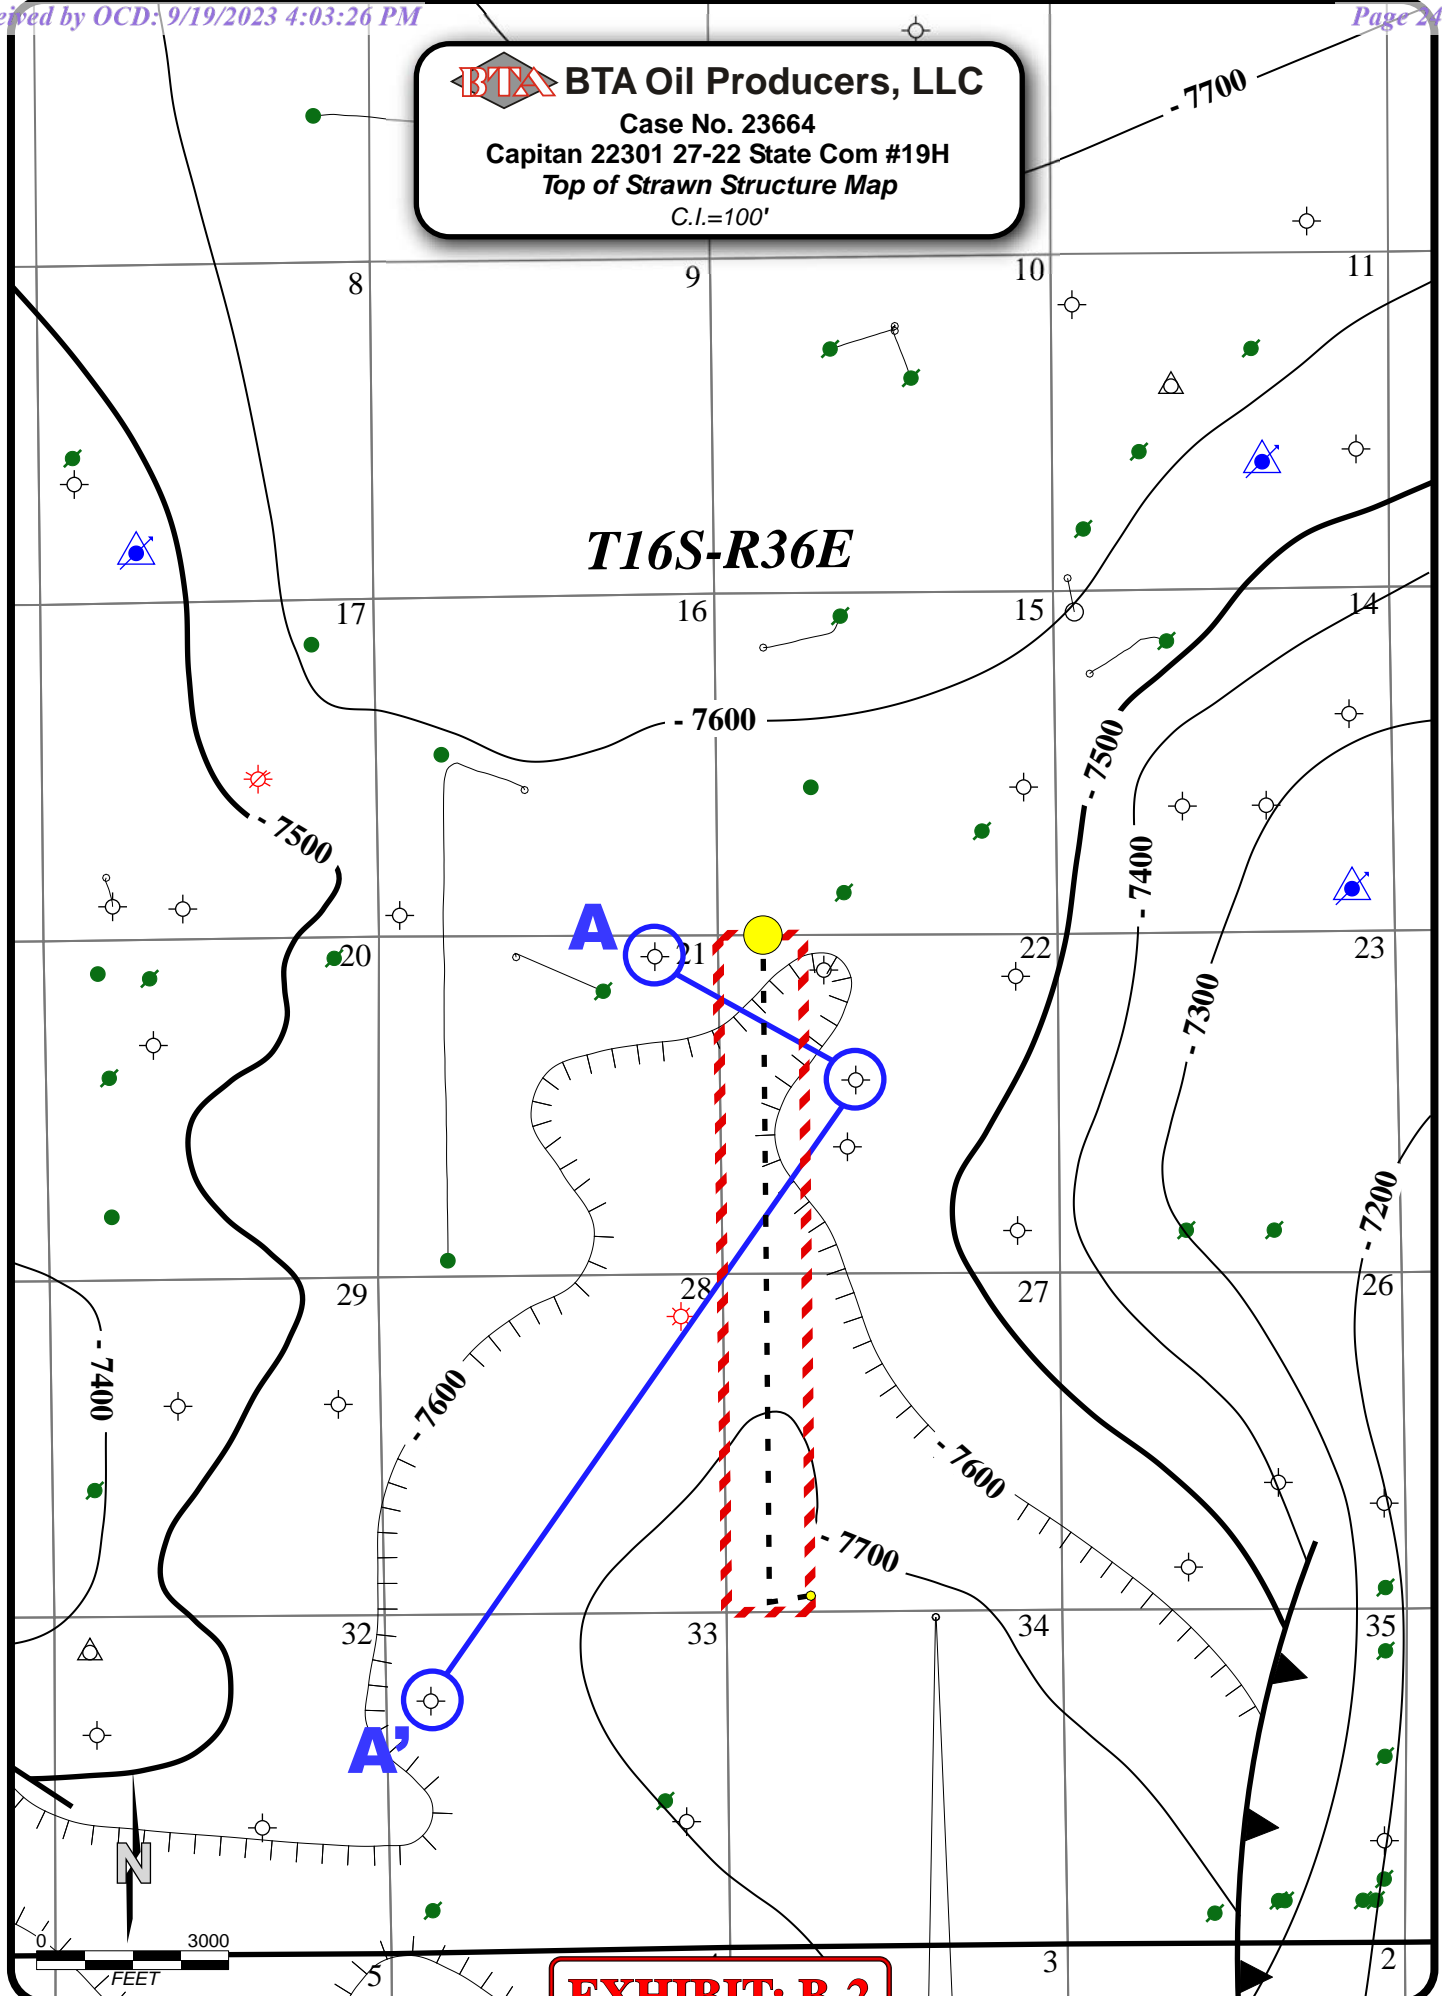 eived by OCD: 9/19/2023 4:03:26 PM
Page 24
BTA BTA Oil Producers, LLC
Case No. 23664
Capitan 22301 27-22 State Com #19H
Top of Strawn Structure Map
C.I.=100'
- 7700
8
9
10
11
T16S-R36E
17
16
15
14
- 7600
- 7500
- 7500
- 7400
A
20
21
22
23
- 7300
- 7200
29
28
27
26
- 7400
- 7600
- 7600
- 7700
32
33
34
35
A’
N
0 3000
FEET
5
3
2
EXHIBIT: B-2